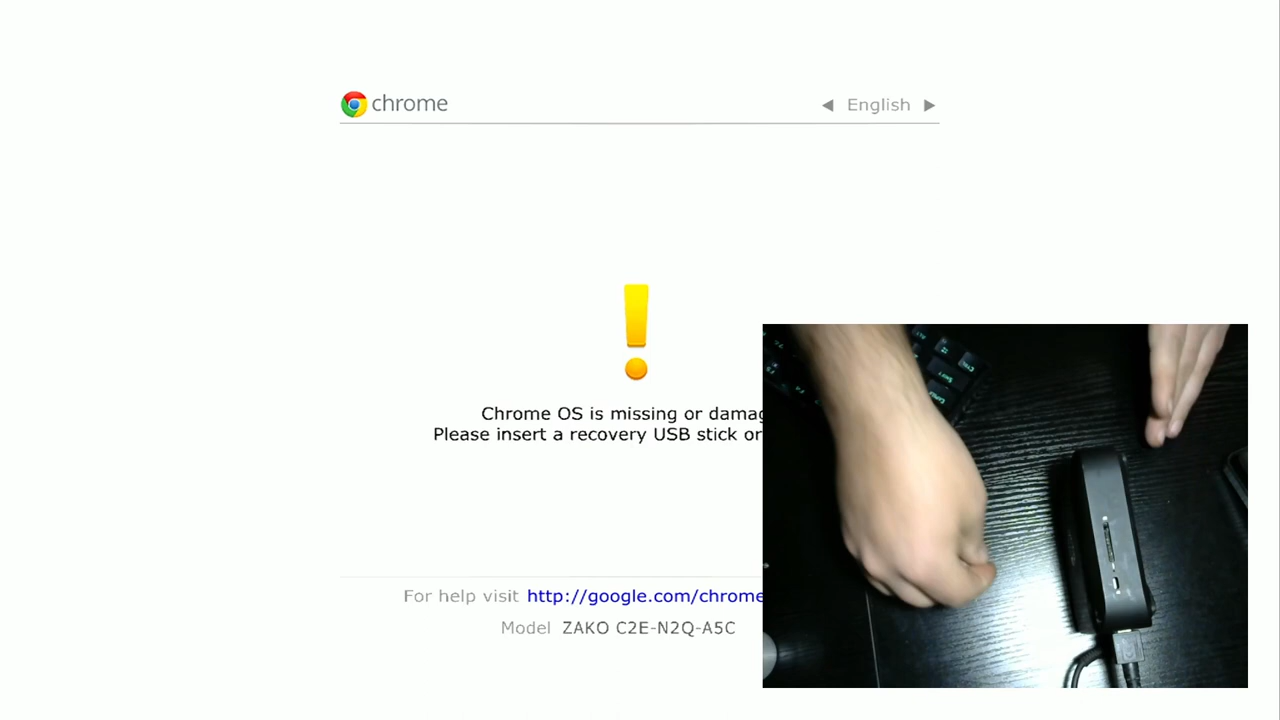 chrome
English
Chrome OS is missing or damag
Please insert a recovery USB stick or
For help visit http://google.com/chrome
Model ZAKO C2E-N2Q-A5C